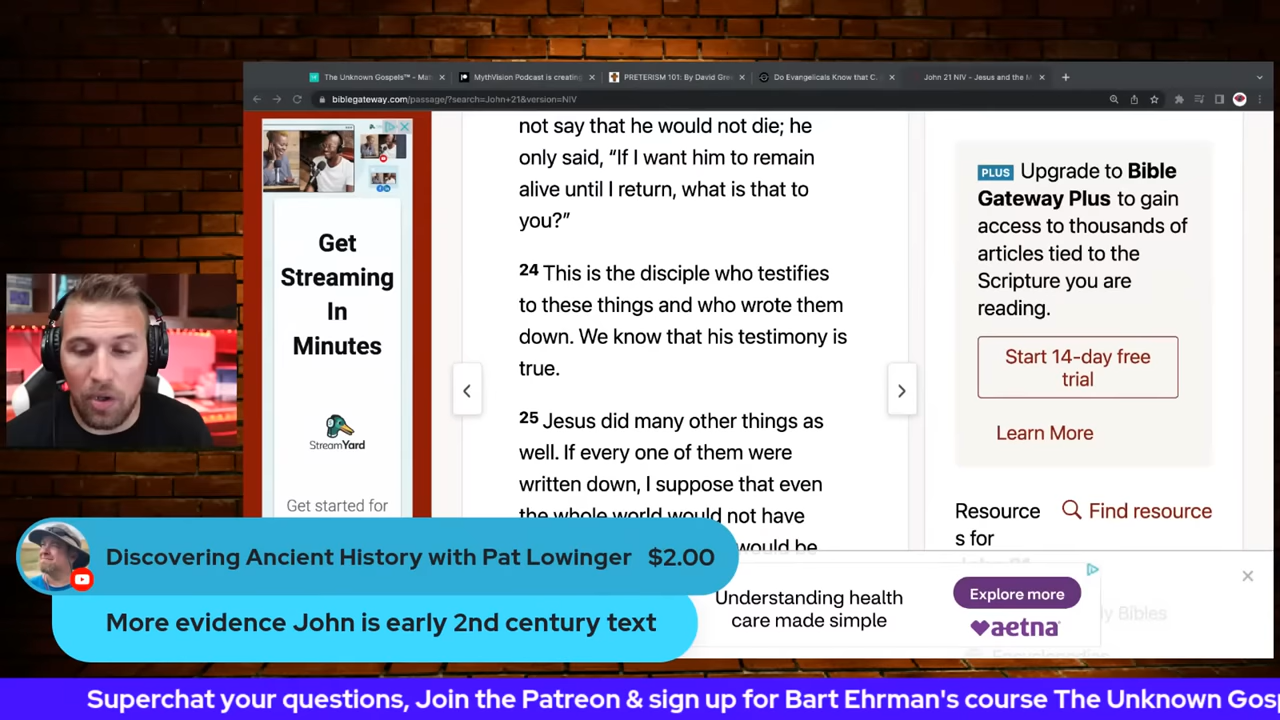 The Unknown Gospels™ - Ma
MythVision Podcast is creating
PRETERISM 101: By David Gre
Do Evangelicals Know that C
John 21 NIV - Jesus and the
biblegateway.com/passage/?search=John+21&version=NIV
not say that he would not die; he
only said, “If I want him to remain
alive until I return, what is that to
you?”
24 This is the disciple who testifies
to these things and who wrote them
down. We know that his testimony is
true.
25 Jesus did many other things as
well. If every one of them were
written down, I suppose that even
the whole world would not have
would be
Get
Streaming
In
Minutes
StreamYard
Get started for
PLUS Upgrade to Bible
Gateway Plus to gain
access to thousands of
articles tied to the
Scripture you are
reading.
Start 14-day free
trial
Learn More
Resource
s for
Find resource
Discovering Ancient History with Pat Lowinger $2.00
More evidence John is early 2nd century text
Understanding health
care made simple
Explore more
aetna
Bibles
Superchat your questions, Join the Patreon & sign up for Bart Ehrman's course The Unknown Gosp